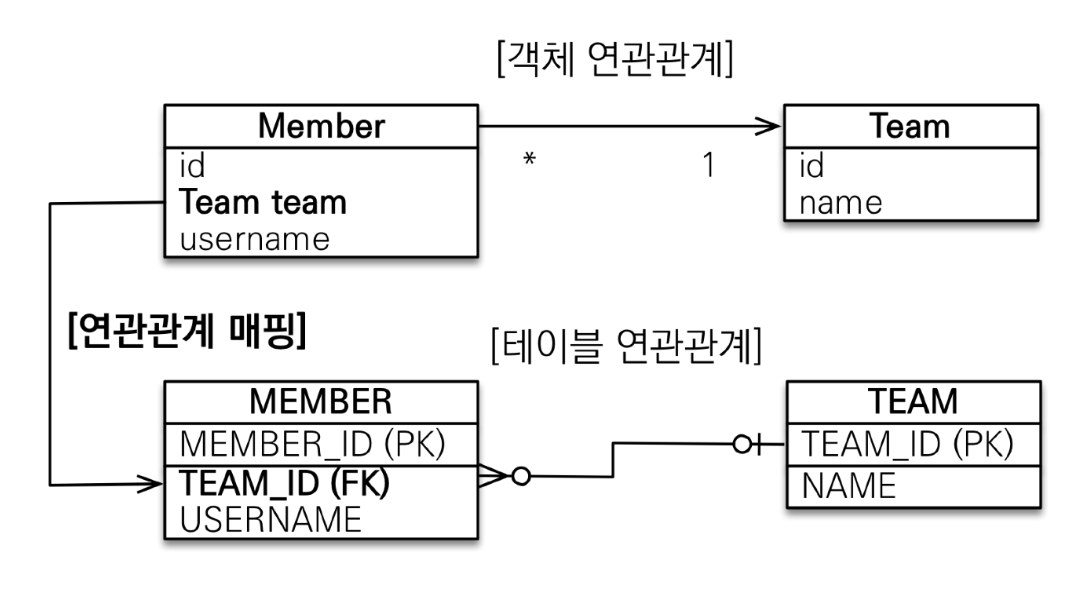 [객체 연관관계]
Member
id
Team team
username
*
1
Team
id
name
[연관관계 매핑]
[테이블 연관관계]
MEMBER
MEMBER_ID (PK)
TEAM_ID (FK)
USERNAME
TEAM
TEAM_ID (PK)
NAME